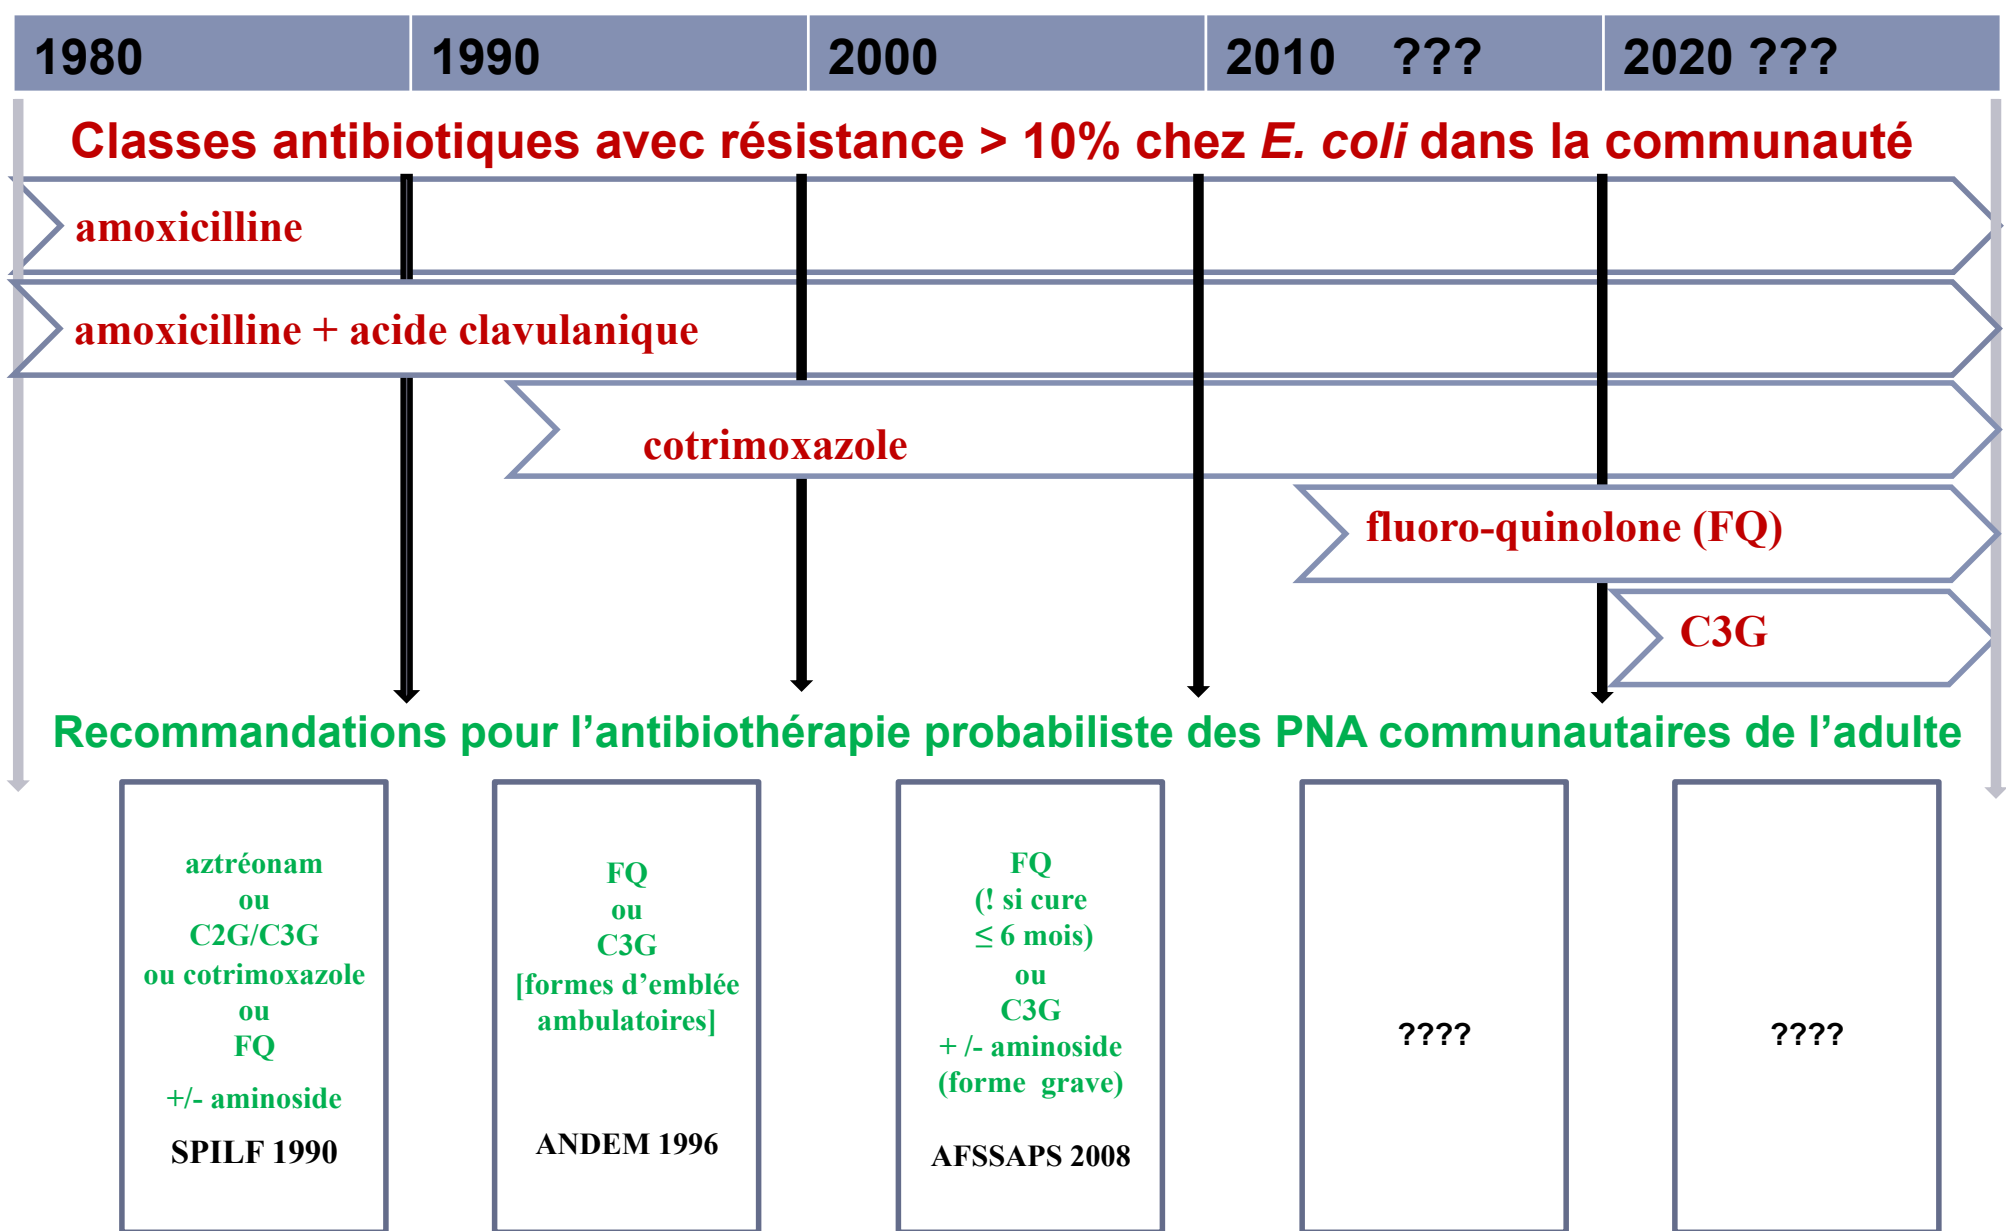 1980 1990 2000 2010 ??? 2020 ???
Classes antibiotiques avec résistance > 10% chez E. coli dans la communauté
amoxicilline
amoxicilline + acide clavulanique
cotrimoxazole
fluoro-quinolone (FQ)
C3G
Recommandations pour l’antibiothérapie probabiliste des PNA communautaires de l’adulte
aztréonam
ou
C2G/C3G
ou cotrimoxazole
ou
FQ
+/- aminoside
SPILF 1990
FQ
ou
C3G
[formes d’emblée
ambulatoires]
ANDEM 1996
FQ
(! si cure
≤ 6 mois)
ou
C3G
+ /- aminoside
(forme grave)
AFSSAPS 2008
????
????